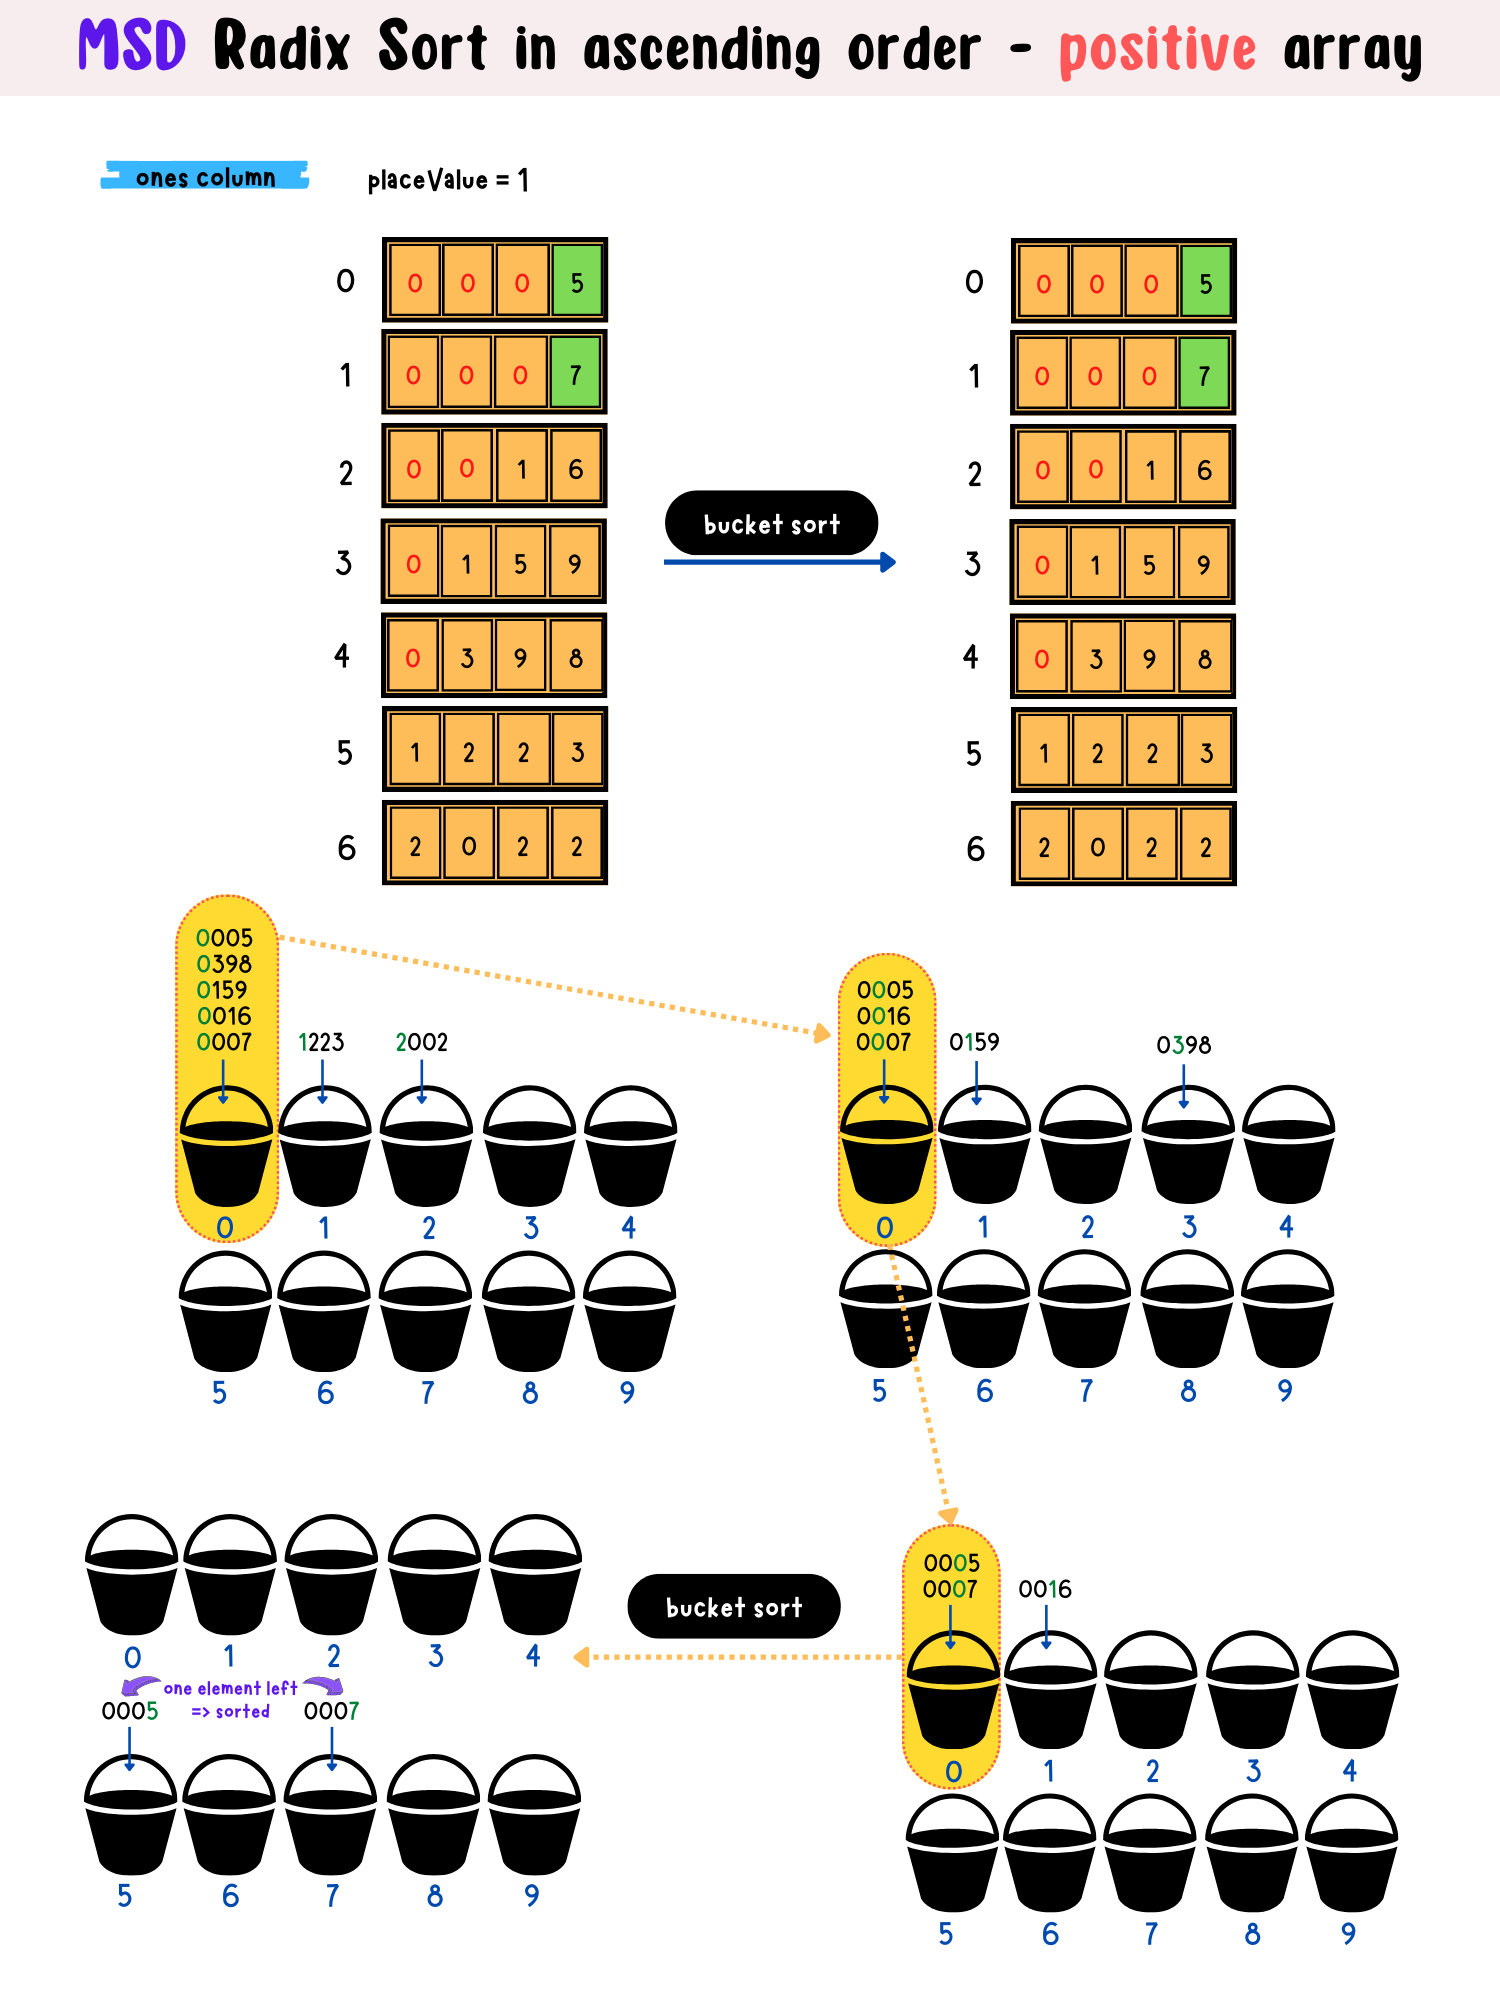 MSD Radix Sort in ascending order - positive array
ones column
placeValue = 1
0 0 0 0 5
1 0 0 0 7
2 0 0 1 6
3 0 1 5 9
4 0 3 9 8
5 1 2 2 3
6 2 0 2 2
bucket sort
0 0 0 0 5
1 0 0 0 7
2 0 0 1 6
3 0 1 5 9
4 0 3 9 8
5 1 2 2 3
6 2 0 2 2
0005
0398
0159
0016
0007
1223
2002
0 1 2 3 4
5 6 7 8 9
0005
0016
0007
0159
0398
0 1 2 3 4
5 6 7 8 9
0005
0007
0016
0 1 2 3 4
5 6 7 8 9
bucket sort
0 1 2 3 4
one element left
=> sorted
0005
0007
5 6 7 8 9